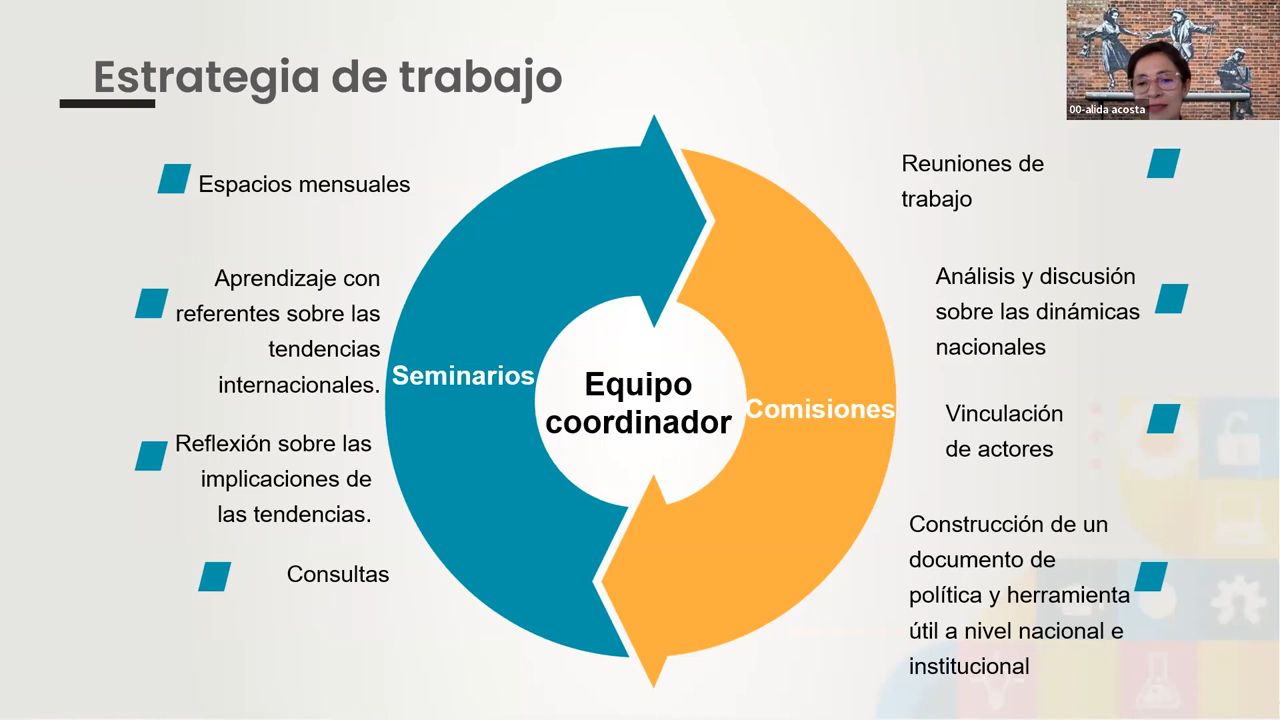 Estrategia de trabajo
00-alida acosta
Espacios mensuales
Aprendizaje con
referentes sobre las
tendencias
internacionales.
Reflexión sobre las
implicaciones de
las tendencias.
Consultas
Seminarios
Equipo
coordinador
Comisiones
Reuniones de
trabajo
Análisis y discusión
sobre las dinámicas
nacionales
Vinculación
de actores
Construcción de un
documento de
política y herramienta
útil a nivel nacional e
institucional